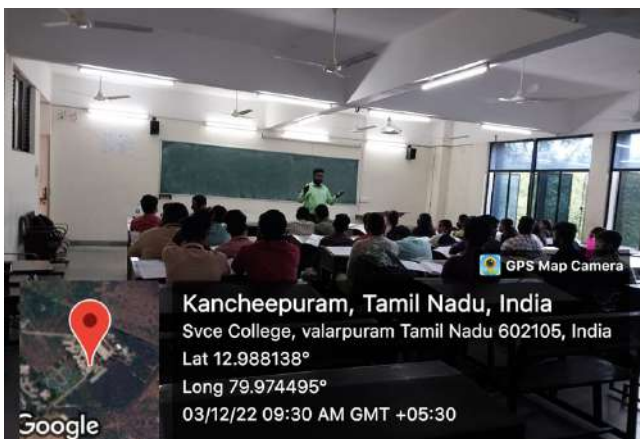 GPS Map Camera
Kancheepuram, Tamil Nadu, India
Svce College, valarpuram Tamil Nadu 602105, India
Lat 12.988138°
Long 79.974495°
03/12/22 09:30 AM GMT +05:30
Google